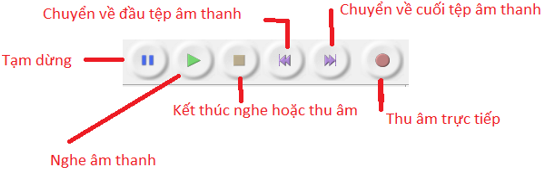 Chuyển về đầu tệp âm thanh
Chuyển về cuối tệp âm thanh
Tạm dừng
Kết thúc nghe hoặc thu âm
Thu âm trực tiếp
Nghe âm thanh